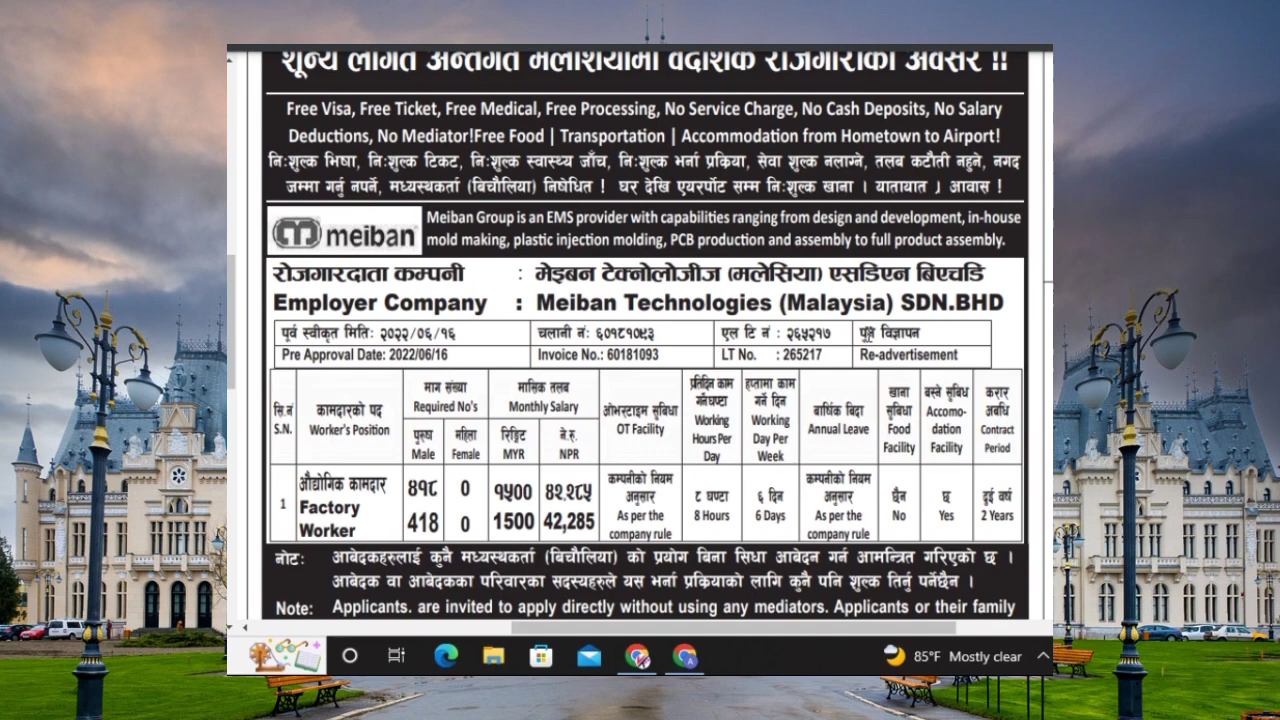 शून्य लागत अन्तर्गत मलेशियामा वैदेशिक रोजगारीको अवसर !!
Free Visa, Free Ticket, Free Medical, Free Processing, No Service Charge, No Cash Deposits, No Salary
Deductions, No Mediator!Free Food | Transportation | Accommodation from Hometown to Airport!
निःशुल्क भिषा, निःशुल्क टिकट, निःशुल्क स्वास्थ्य जाँच, निःशुल्क भर्ना प्रक्रिया, सेवा शुल्क नलाग्ने, तलब कटौती नहुने, नगद
जम्मा गर्नु नपर्ने, मध्यस्थकर्ता (बिचौलिया) निषेधित ! घर देखि एयरर्पोट सम्म निःशुल्क खाना । यातायात । आवास !
meiban
Meiban Group is an EMS provider with capabilities ranging from design and development, in-house
mold making, plastic injection molding, PCB production and assembly to full product assembly.
रोजगारदाता कम्पनी : मेइबन टेक्नोलोजीज (मलेसिया) एसडिएन बिएचडि
Employer Company : Meiban Technologies (Malaysia) SDN.BHD
पूर्व स्वीकृत मितिः २०२२/०६/१६ चलानी नंः ६०१८१०९३ एल टि नं : २६५२१७ पूनः विज्ञापन
Pre Approval Date: 2022/06/16 Invoice No.: 60181093 LT No. : 265217 Re-advertisement
सि.नं
S.N.
कामदारको पद
Worker's Position
माग संख्या
Required No's
पुरुष
Male
महिला
Female
मासिक तलब
Monthly Salary
रिङ्गिट
MYR
ने.रु.
NPR
ओभरटाइम सुबिधा
OT Facility
प्रतिदिन काम
गर्ने घण्टा
Working
Hours Per
Day
हप्तामा काम
गर्ने दिन
Working
Day Per
Week
बार्षिक बिदा
Annual Leave
खाना
सुबिधा
Food
Facility
बस्ने सुबिध
Accomo-
dation
Facility
करार
अबधि
Contract
Period
1
औद्योगिक कामदार
Factory
Worker
४१८
418
०
0
१५००
1500
४२,२८५
42,285
कम्पनीको नियम
अनुसार
As per the
company rule
८ घण्टा
8 Hours
६ दिन
6 Days
कम्पनीको नियम
अनुसार
As per the
company rule
छैन
No
छ
Yes
दुई वर्ष
2 Years
नोटः आबेदकहरुलाई कुनै मध्यस्थकर्ता (बिचौलिया) को प्रयोग बिना सिधा आबेदन गर्न आमन्त्रित गरिएको छ ।
आबेदक वा आबेदकका परिवारका सदस्यहरुले यस भर्ना प्रक्रियाको लागि कुनै पनि शुल्क तिर्नु पर्नेछैन ।
Note: Applicants. are invited to apply directly without using any mediators. Applicants or their family
85°F Mostly clear